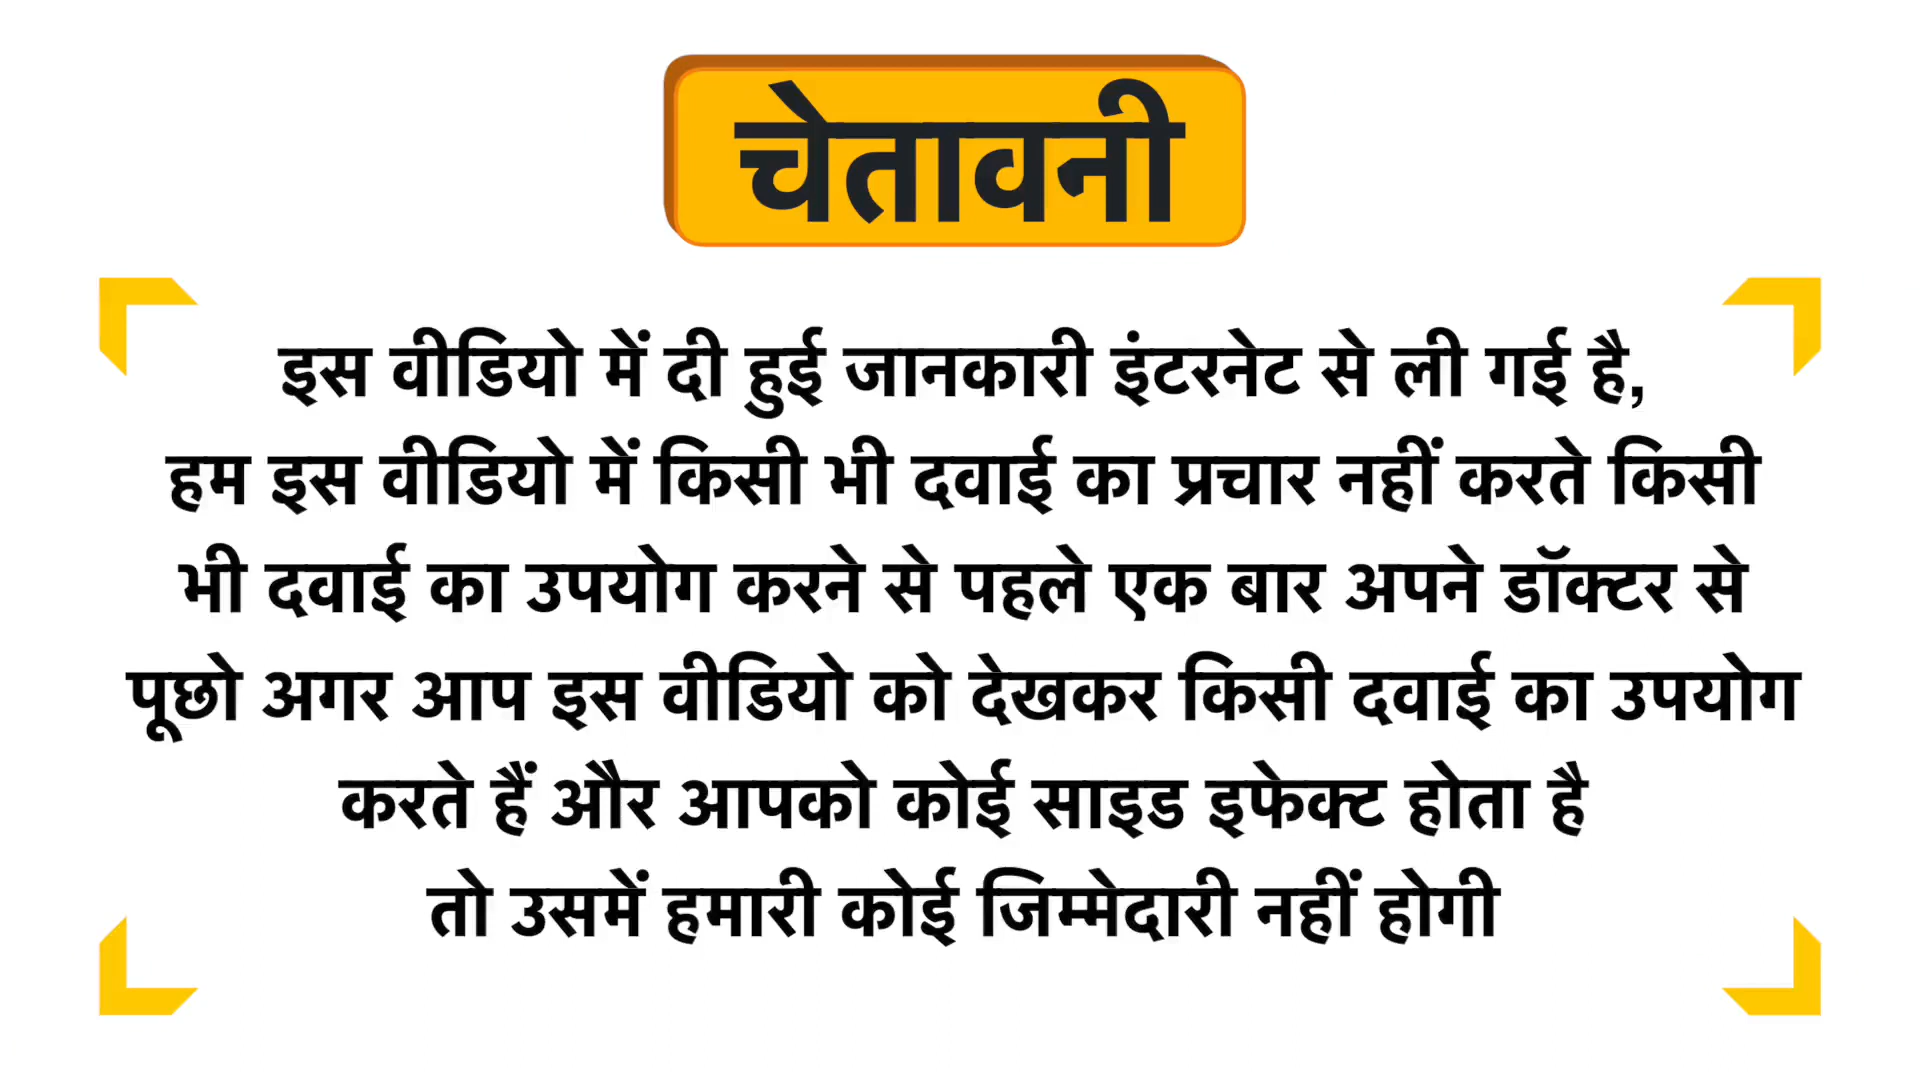 चेतावनी
इस वीडियो में दी हुई जानकारी इंटरनेट से ली गई है,
हम इस वीडियो में किसी भी दवाई का प्रचार नहीं करते किसी
भी दवाई का उपयोग करने से पहले एक बार अपने डॉक्टर से
पूछो अगर आप इस वीडियो को देखकर किसी दवाई का उपयोग
करते हैं और आपको कोई साइड इफेक्ट होता है
तो उसमें हमारी कोई जिम्मेदारी नहीं होगी